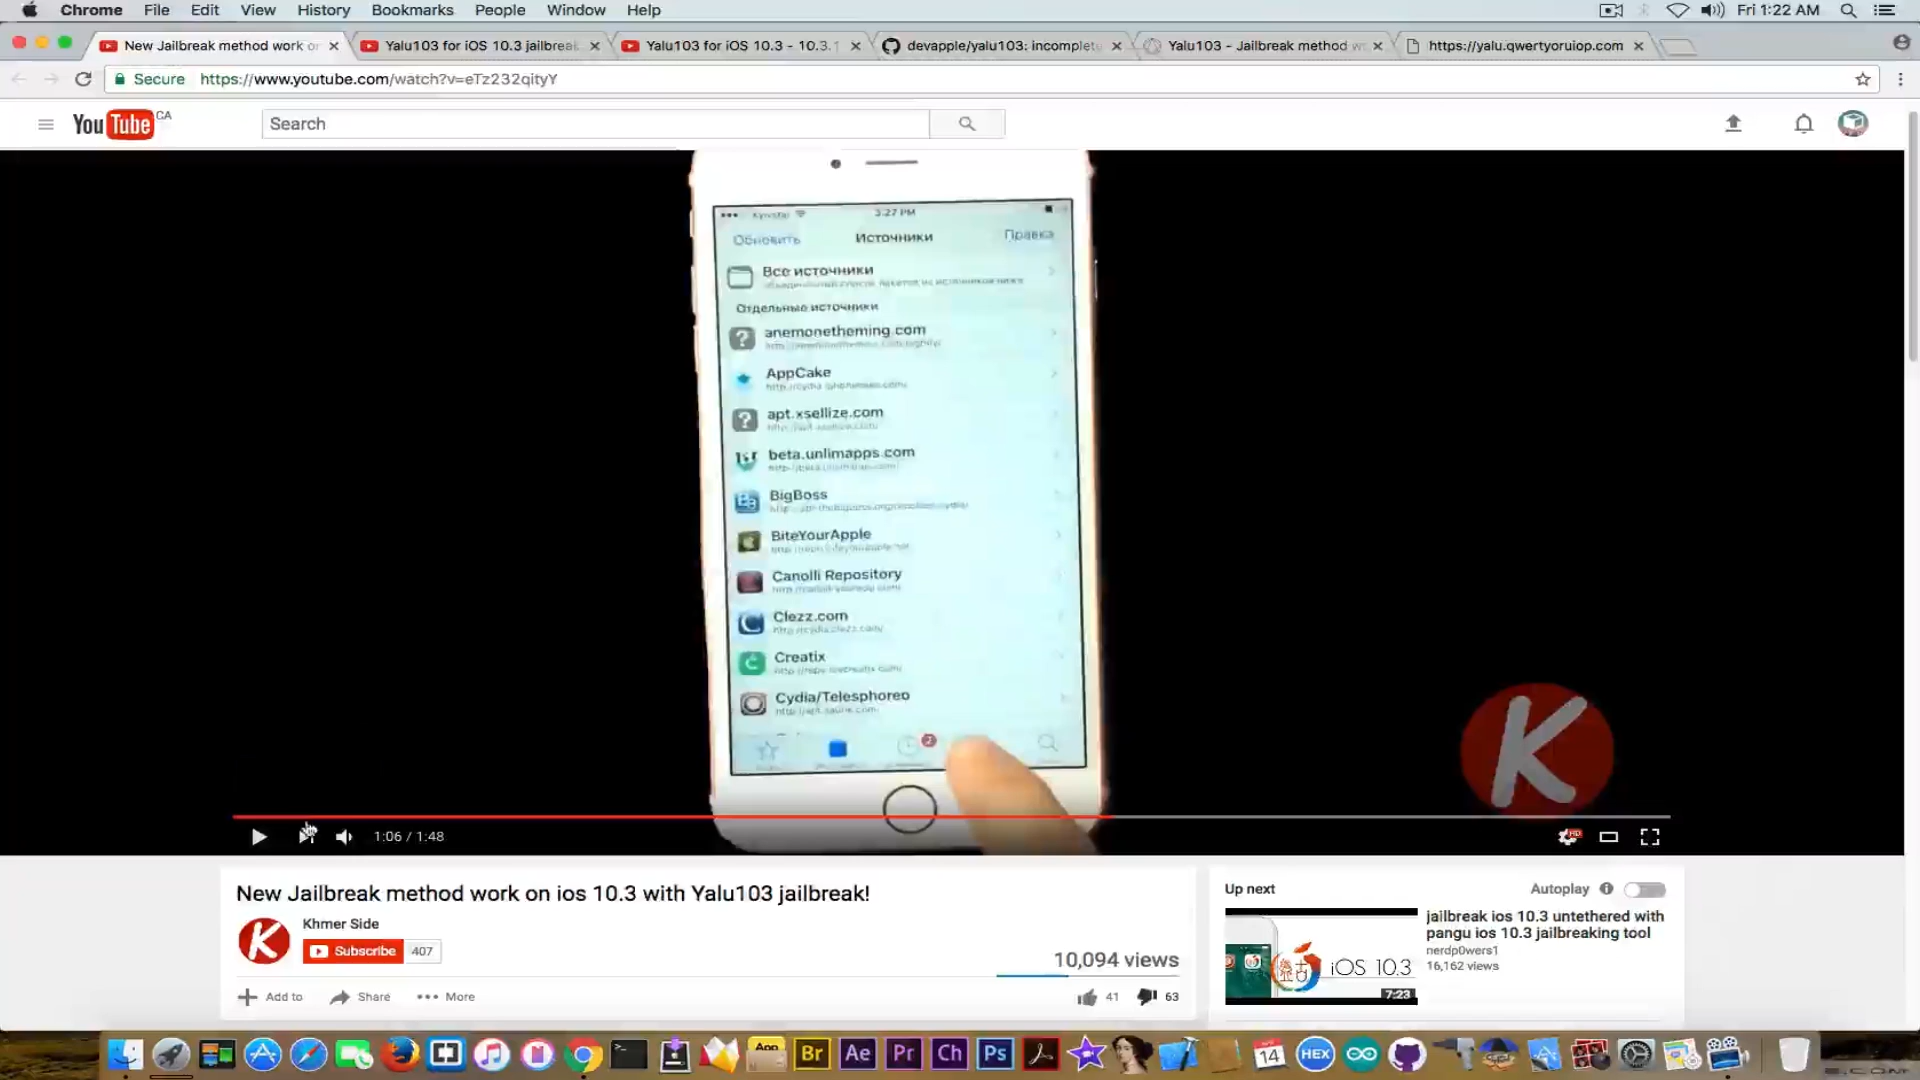 Chrome File Edit View History Bookmarks People Window Help Fri 1:22 AM
New Jailbreak method work on Yalu103 for iOS 10.3 jailbreak Yalu103 for iOS 10.3 - 10.3.1 devapple/yalu103: incomplete Yalu103 - Jailbreak method https://yalu.qwertyoruiop.com
Secure https://www.youtube.com/watch?v=eTz232qityY
YouTube CA Search
3:27 PM
Обновить Источники Правка
Все источники
Отдельные источники
anemonetheming.com
AppCake
apt.xsellize.com
beta.unlimapps.com
BigBoss
BiteYourApple
Canolli Repository
Clezz.com
Creatix
Cydia/Telesphoreo
2
K
1:06 / 1:48
HD
New Jailbreak method work on ios 10.3 with Yalu103 jailbreak!
K
Khmer Side
Subscribe 407
10,094 views
Add to Share More 41 63
Up next Autoplay
jailbreak ios 10.3 untethered with
pangu ios 10.3 jailbreaking tool
nerdp0wers1
16,162 views
iOS 10.3
7:23
App Br Ae Pr Ch Ps 14 HEX